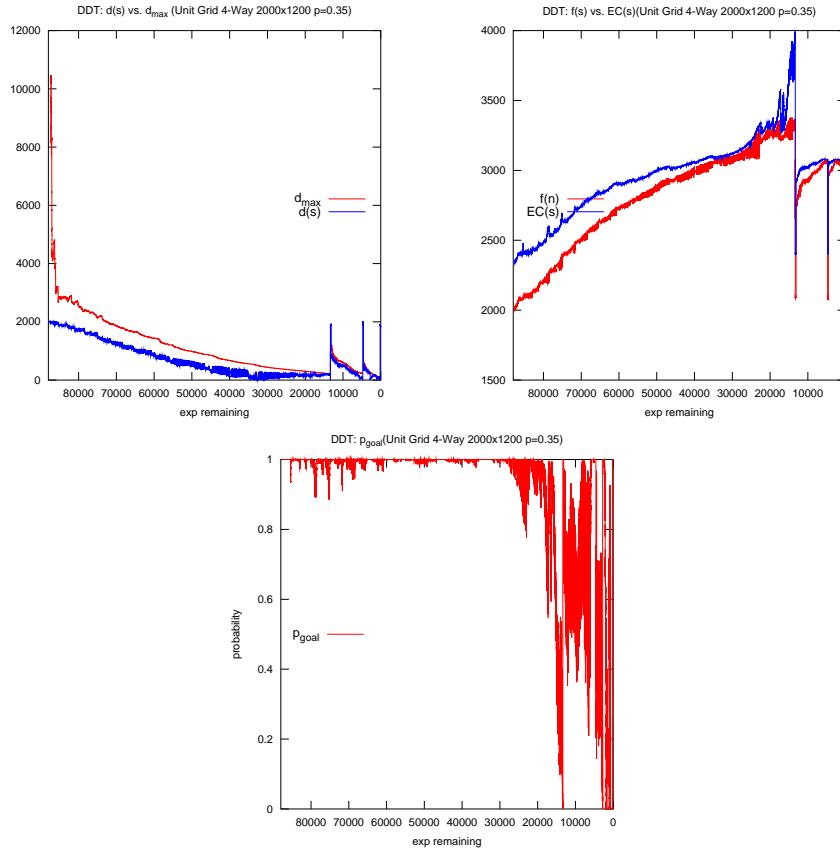 DDT: d(s) vs. d_max (Unit Grid 4-Way 2000x1200 p=0.35)
12000
10000
8000
6000
4000
2000
0
d_max
d(s)
80000 70000 60000 50000 40000 30000 20000 10000 0
exp remaining
DDT: f(s) vs. EC(s)(Unit Grid 4-Way 2000x1200 p=0.35)
4000
3500
3000
2500
2000
1500
f(n)
EC(s)
80000 70000 60000 50000 40000 30000 20000 10000
exp remaining
DDT: p_goal(Unit Grid 4-Way 2000x1200 p=0.35)
1
0.8
0.6
0.4
0.2
0
probability
p_goal
80000 70000 60000 50000 40000 30000 20000 10000 0
exp remaining